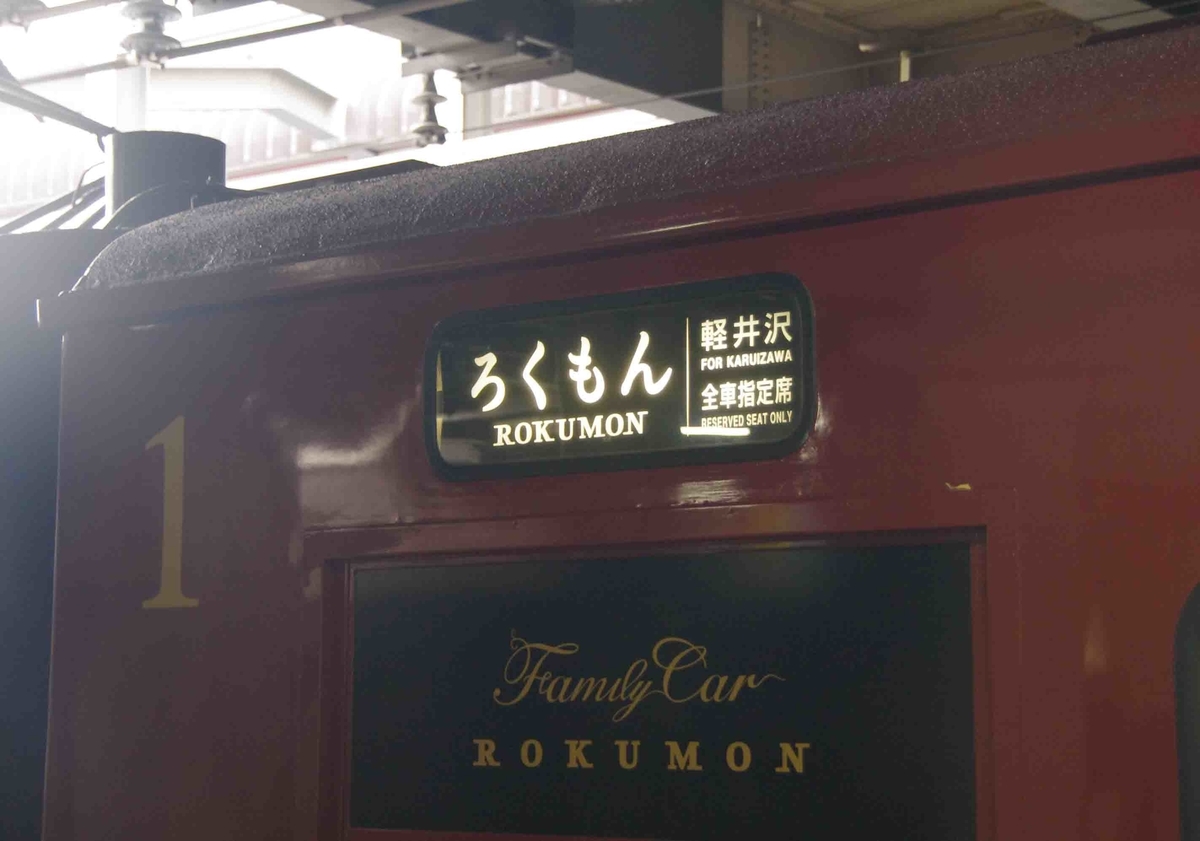 ろくもん
ROKUMON
軽井沢
FOR KARUIZAWA
全車指定席
RESERVED SEAT ONLY
1
Family Car
ROKUMON